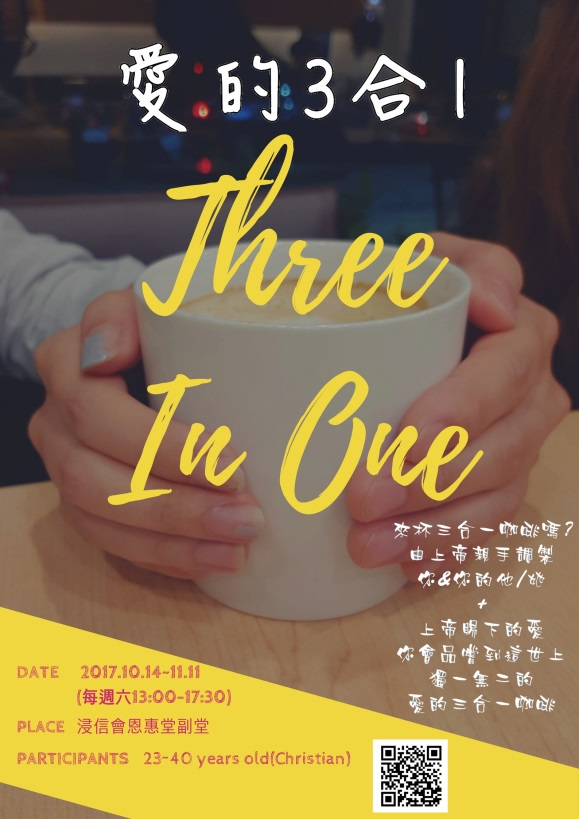 愛的3合1
Three
In One
來杯三合一咖啡嗎?
由上帝親手調製
你&你的他/她
+
上帝賜下的愛
你會品嚐到這世上
獨一無二的
愛的三合一咖啡
DATE 2017.10.14~11.11
(每週六13:00-17:30)
PLACE 浸信會恩惠堂副堂
PARTICIPANTS 23-40 years old(Christian)